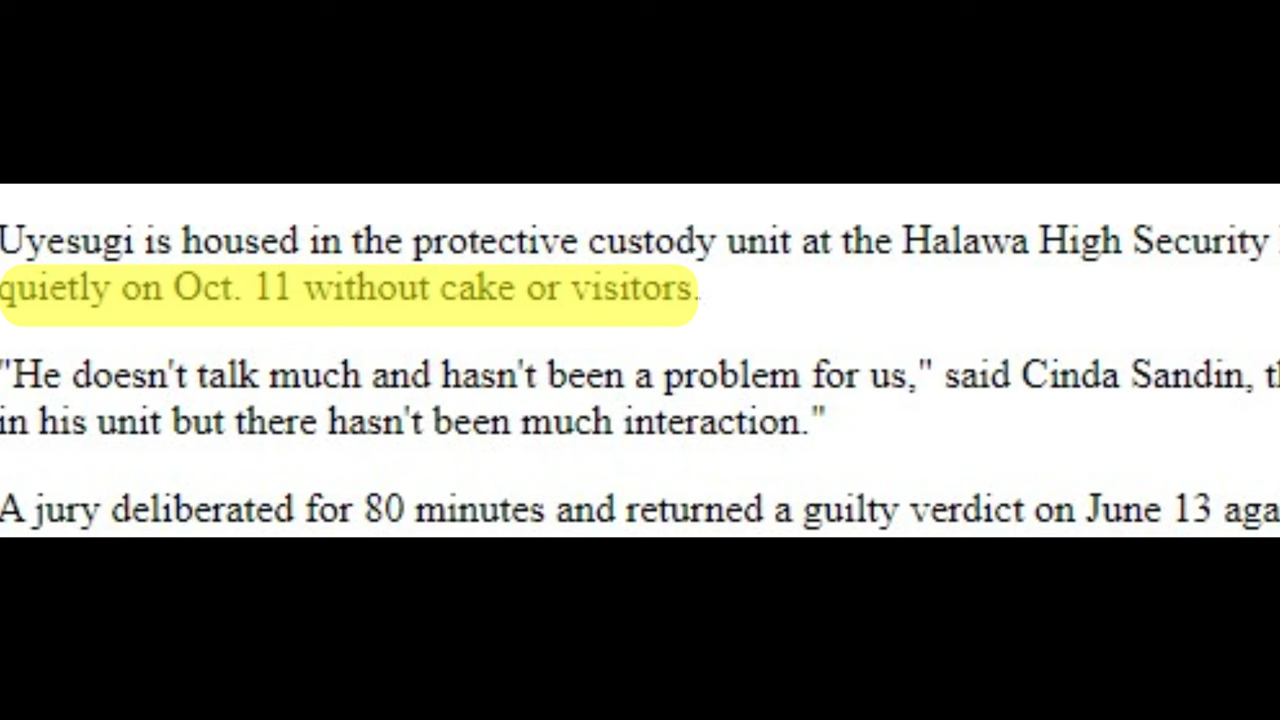 Uyesugi is housed in the protective custody unit at the Halawa High Security
quietly on Oct. 11 without cake or visitors.
"He doesn't talk much and hasn't been a problem for us," said Cinda Sandin,
in his unit but there hasn't been much interaction."
A jury deliberated for 80 minutes and returned a guilty verdict on June 13